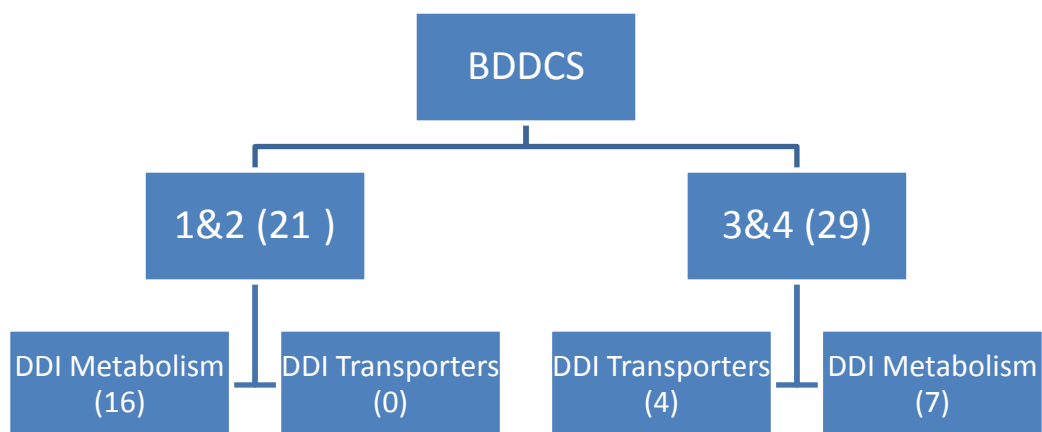 BDDCS
1&2 (21 )
3&4 (29)
DDI Metabolism
(16)
DDI Transporters
(0)
DDI Transporters
(4)
DDI Metabolism
(7)